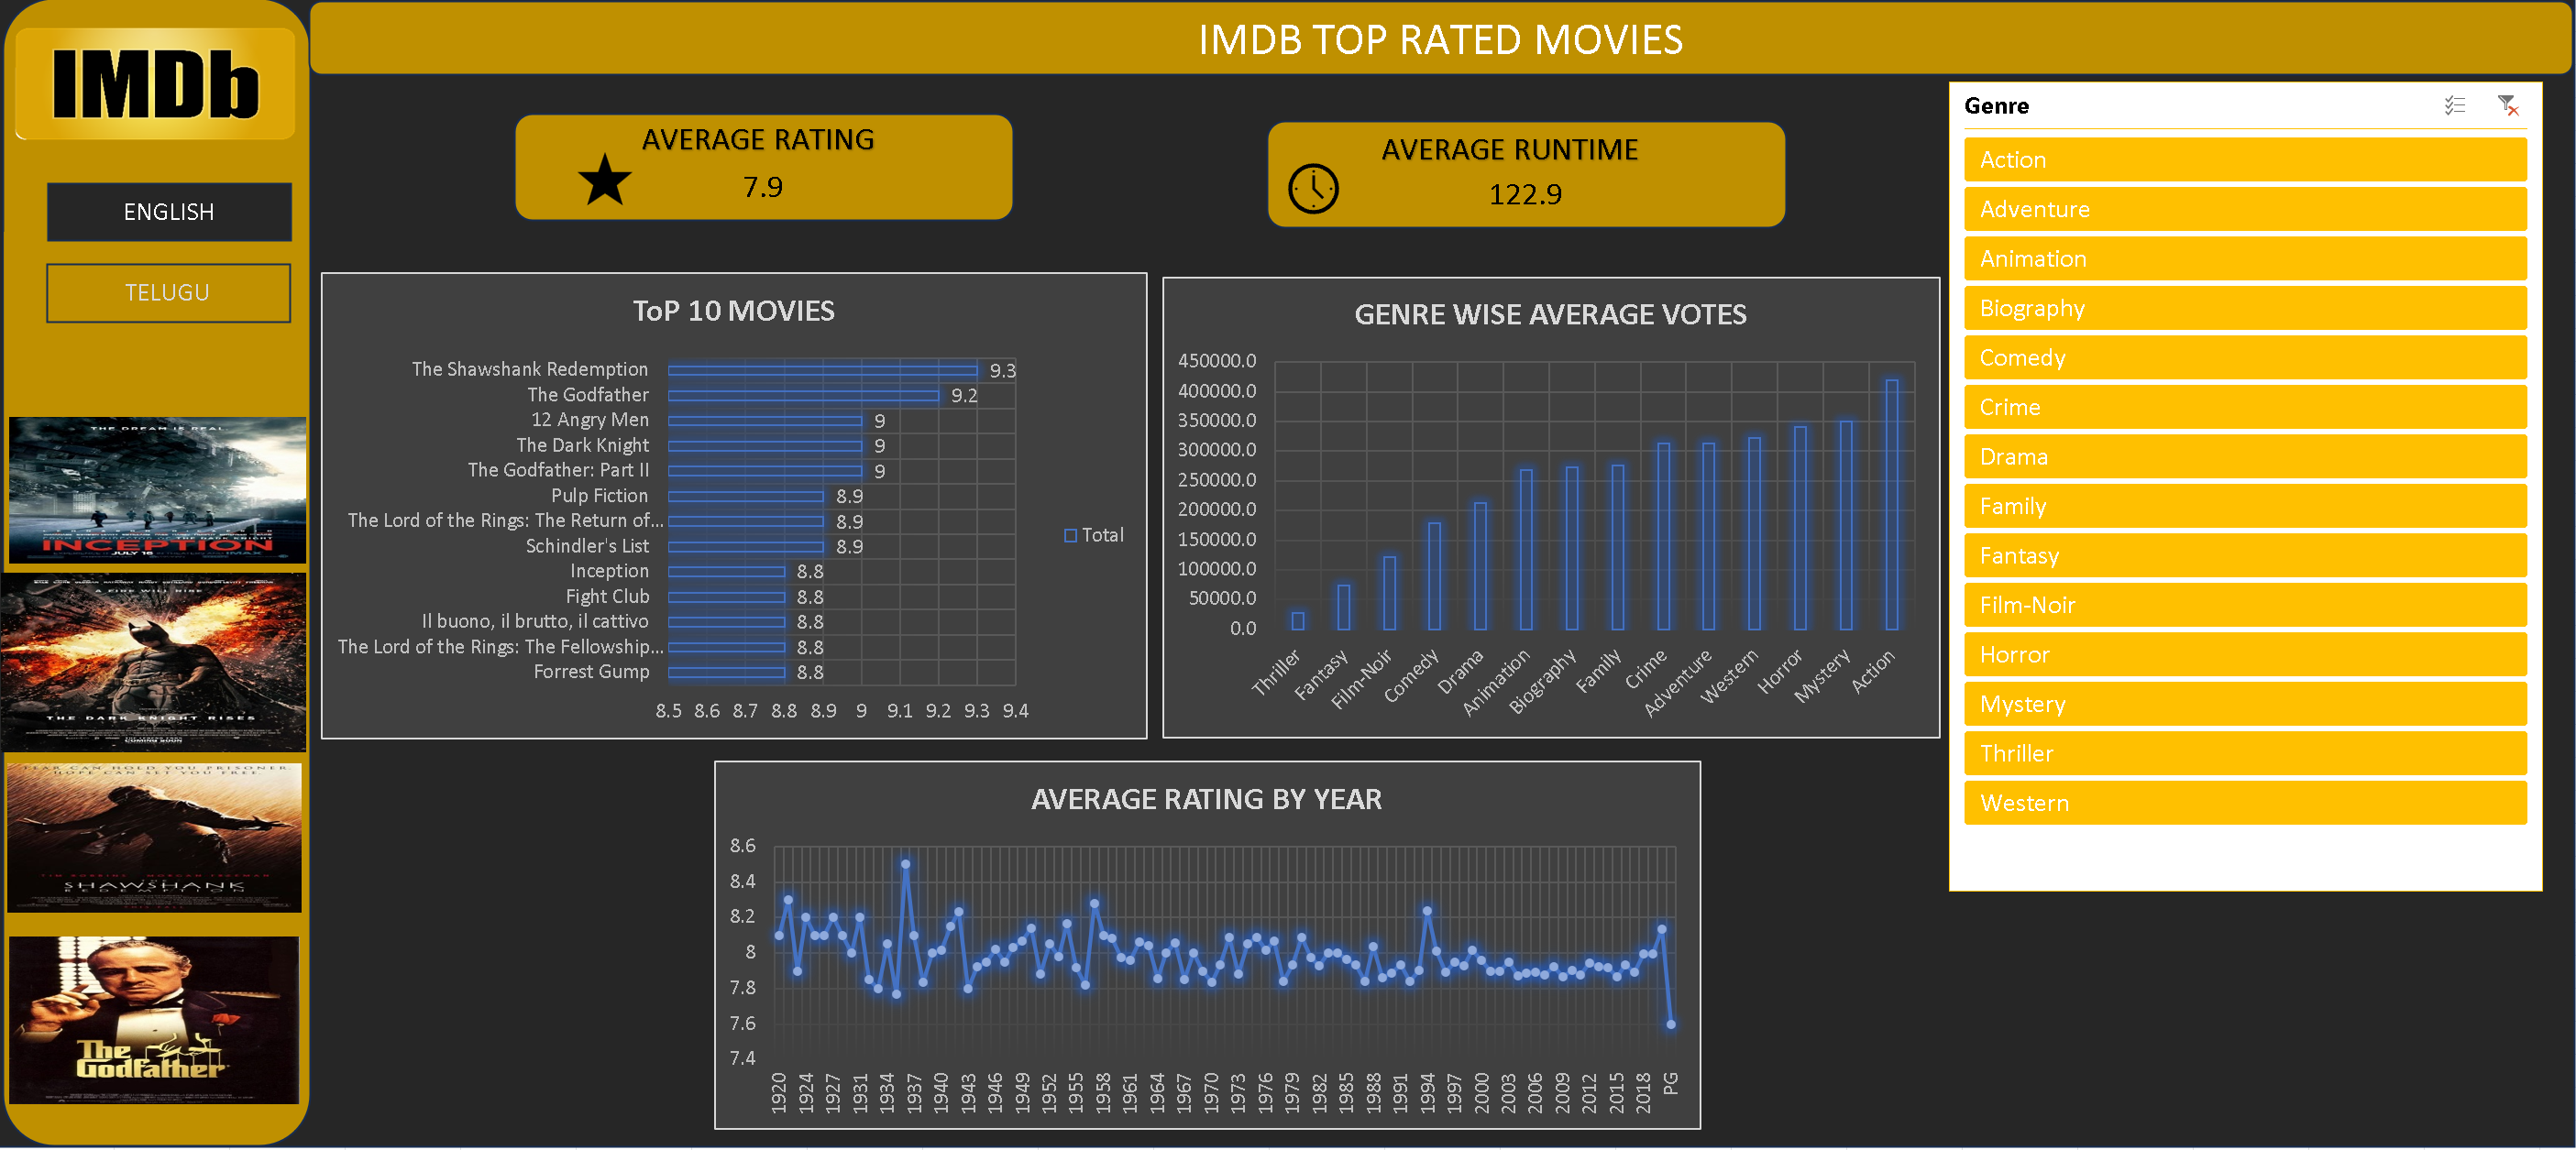 IMDb
IMDB TOP RATED MOVIES
ENGLISH
TELUGU
THE DREAM IS REAL
INCEPTION
JULY 16
A FIRE WILL RISE
THE DARK KNIGHT RISES
COMING SOON
FEAR CAN HOLD YOU PRISONER.
HOPE CAN SET YOU FREE.
TIM ROBBINS MORGAN FREEMAN
THE
SHAWSHANK
REDEMPTION
The
Godfather
AVERAGE RATING
7.9
AVERAGE RUNTIME
122.9
ToP 10 MOVIES
The Shawshank Redemption 9.3
The Godfather 9.2
12 Angry Men 9
The Dark Knight 9
The Godfather: Part II 9
Pulp Fiction 8.9
The Lord of the Rings: The Return of... 8.9
Schindler's List 8.9
Inception 8.8
Fight Club 8.8
Il buono, il brutto, il cattivo 8.8
The Lord of the Rings: The Fellowship... 8.8
Forrest Gump 8.8
8.5 8.6 8.7 8.8 8.9 9 9.1 9.2 9.3 9.4
Total
GENRE WISE AVERAGE VOTES
450000.0
400000.0
350000.0
300000.0
250000.0
200000.0
150000.0
100000.0
50000.0
0.0
Thriller Fantasy Film-Noir Comedy Drama Animation Biography Family Crime Adventure Western Horror Mystery Action
AVERAGE RATING BY YEAR
8.6
8.4
8.2
8
7.8
7.6
7.4
1920 1924 1927 1931 1934 1937 1940 1943 1946 1949 1952 1955 1958 1961 1964 1967 1970 1973 1976 1979 1982 1985 1988 1991 1994 1997 2000 2003 2006 2009 2012 2015 2018 PG
Genre
Action
Adventure
Animation
Biography
Comedy
Crime
Drama
Family
Fantasy
Film-Noir
Horror
Mystery
Thriller
Western